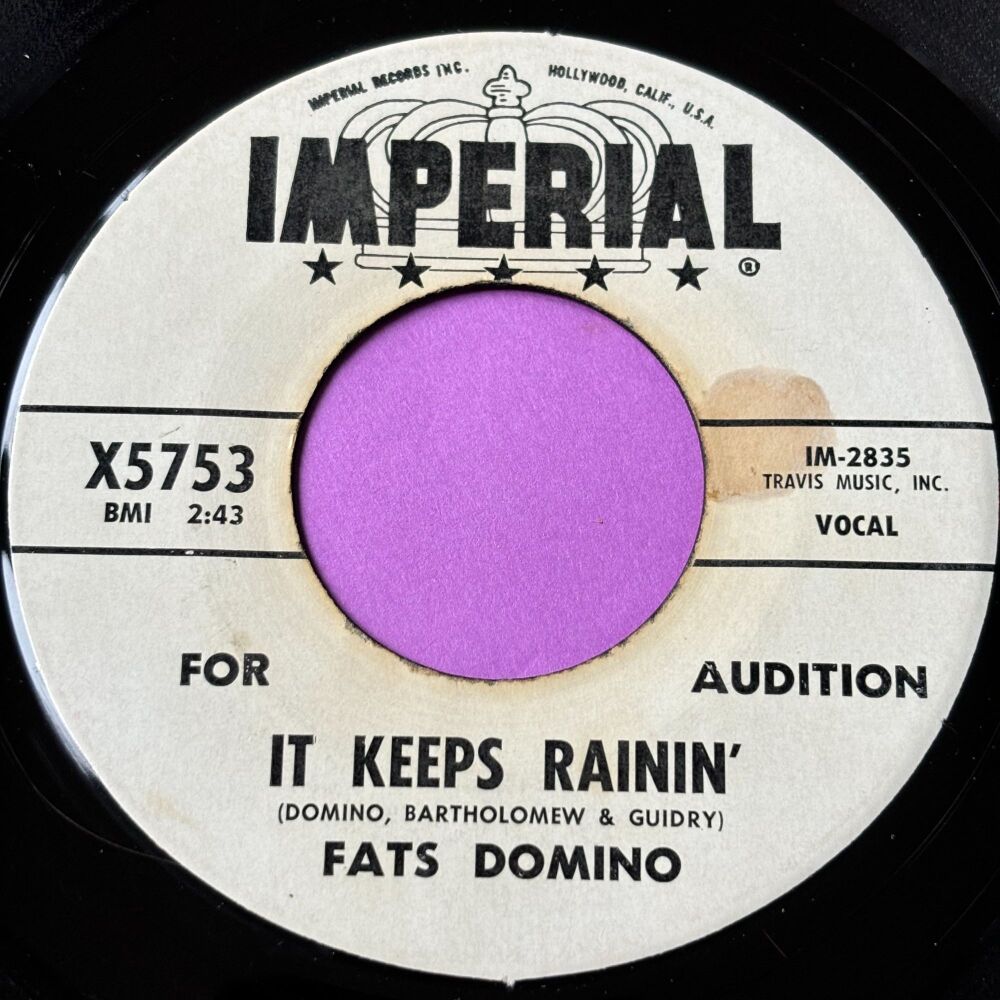 IMPERIAL RECORDS INC. HOLLYWOOD, CALIF., U.S.A.
IMPERIAL
®
X5753
BMI 2:43
IM-2835
TRAVIS MUSIC, INC.
VOCAL
FOR AUDITION
IT KEEPS RAININ'
(DOMINO, BARTHOLOMEW & GUIDRY)
FATS DOMINO